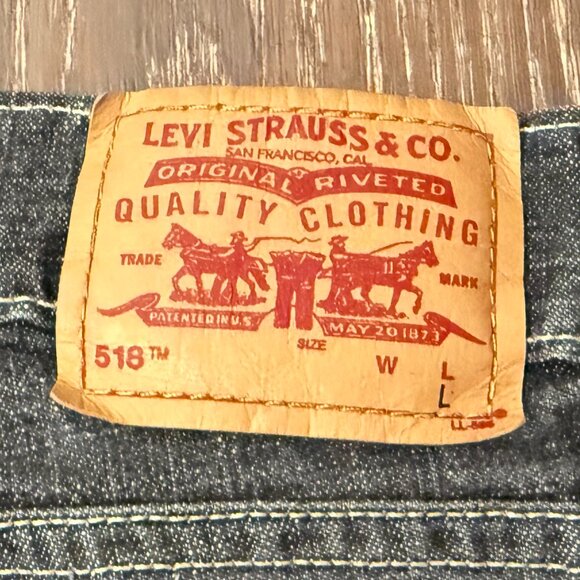 LEVI STRAUSS & CO.
SAN FRANCISCO, CAL.
ORIGINAL RIVETED
QUALITY CLOTHING
TRADE MARK
PATENTED IN U.S. MAY 20 1873
SIZE
518™ W L
L